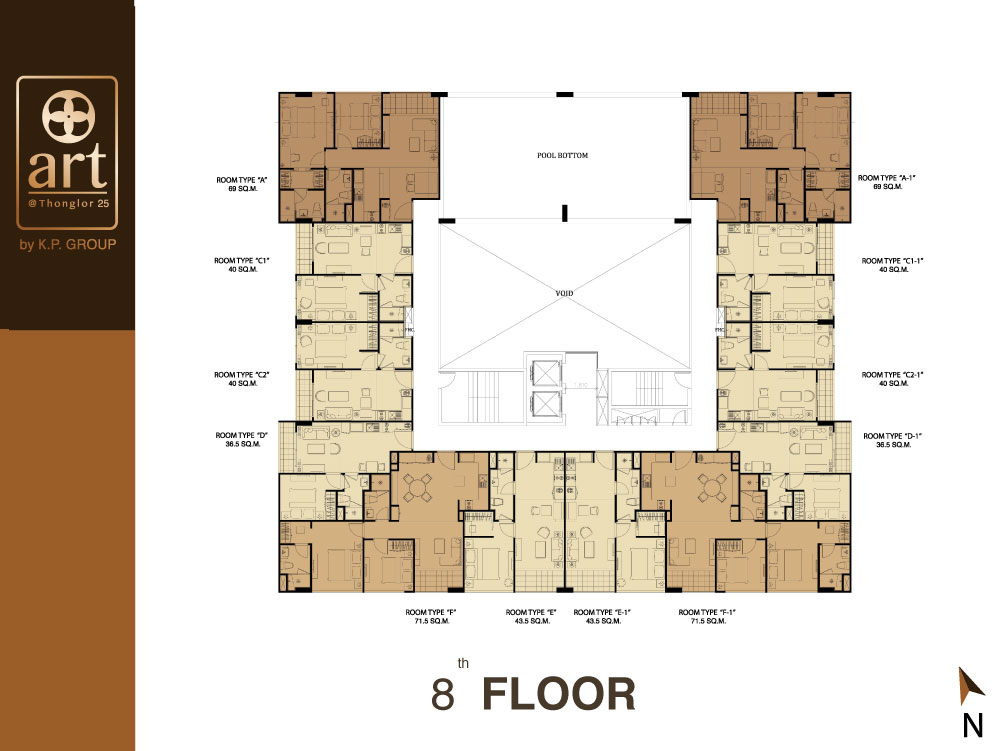 art
@Thonglor 25
by K.P. GROUP
POOL BOTTOM
ROOM TYPE "A"
69 SQ.M.
ROOM TYPE "A-1"
69 SQ.M.
ROOM TYPE "C1"
40 SQ.M.
ROOM TYPE "C1-1"
40 SQ.M.
VOID
FHC
FHC
ROOM TYPE "C2"
40 SQ.M.
ROOM TYPE "C2-1"
40 SQ.M.
ROOM TYPE "D"
36.5 SQ.M.
ROOM TYPE "D-1"
36.5 SQ.M.
ROOM TYPE "F"
71.5 SQ.M.
ROOM TYPE "E"
43.5 SQ.M.
ROOM TYPE "E-1"
43.5 SQ.M.
ROOM TYPE "F-1"
71.5 SQ.M.
8th FLOOR
N